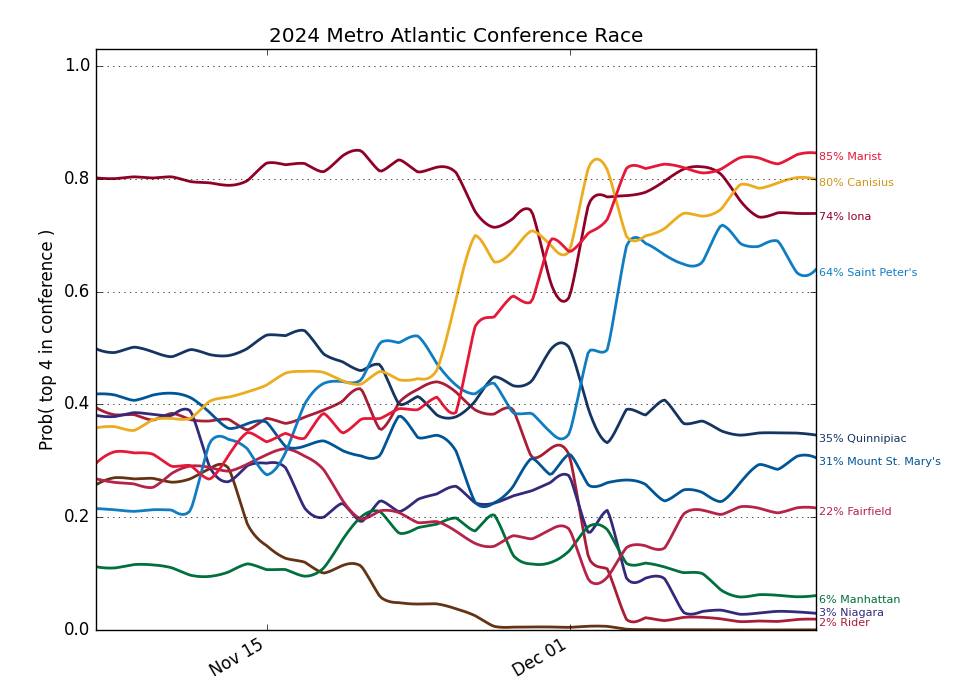 2024 Metro Atlantic Conference Race
Prob( top 4 in conference )
1.0
0.8
0.6
0.4
0.2
0.0
Nov 15
Dec 01
85% Marist
80% Canisius
74% Iona
64% Saint Peter's
35% Quinnipiac
31% Mount St. Mary's
22% Fairfield
6% Manhattan
3% Niagara
2% Rider